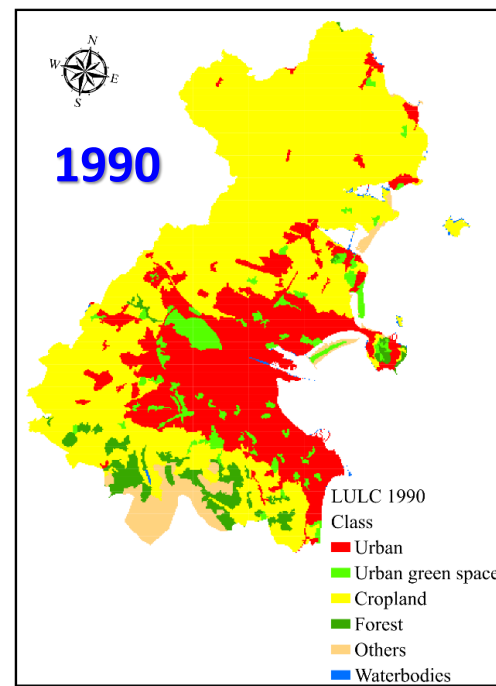 N
W
E
S
1990
LULC 1990
Class
Urban
Urban green space
Cropland
Forest
Others
Waterbodies